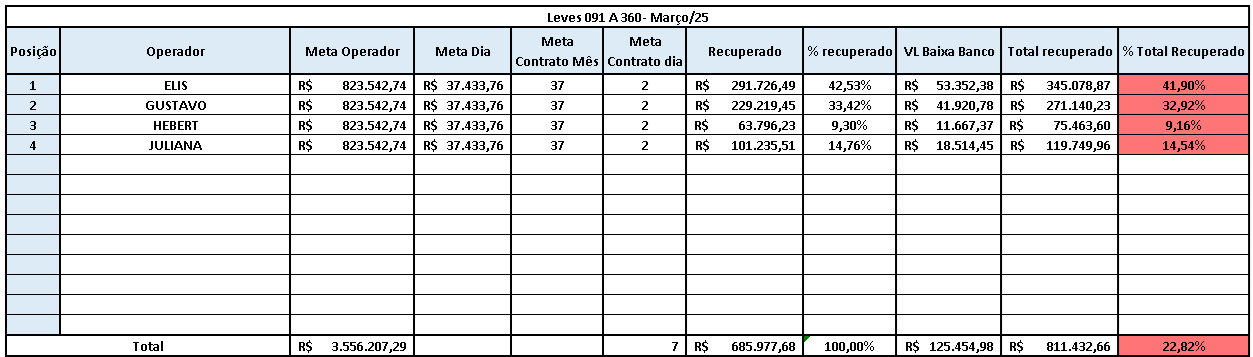 Leves 091 A 360- Março/25
Posição Operador Meta Operador Meta Dia Meta Contrato Mês Meta Contrato dia Recuperado % recuperado VL Baixa Banco Total recuperado % Total Recuperado
1 ELIS R$ 823.542,74 R$ 37.433,76 37 2 R$ 291.726,49 42,53% R$ 53.352,38 R$ 345.078,87 41,90%
2 GUSTAVO R$ 823.542,74 R$ 37.433,76 37 2 R$ 229.219,45 33,42% R$ 41.920,78 R$ 271.140,23 32,92%
3 HEBERT R$ 823.542,74 R$ 37.433,76 37 2 R$ 63.796,23 9,30% R$ 11.667,37 R$ 75.463,60 9,16%
4 JULIANA R$ 823.542,74 R$ 37.433,76 37 2 R$ 101.235,51 14,76% R$ 18.514,45 R$ 119.749,96 14,54%
Total R$ 3.556.207,29 7 R$ 685.977,68 100,00% R$ 125.454,98 R$ 811.432,66 22,82%